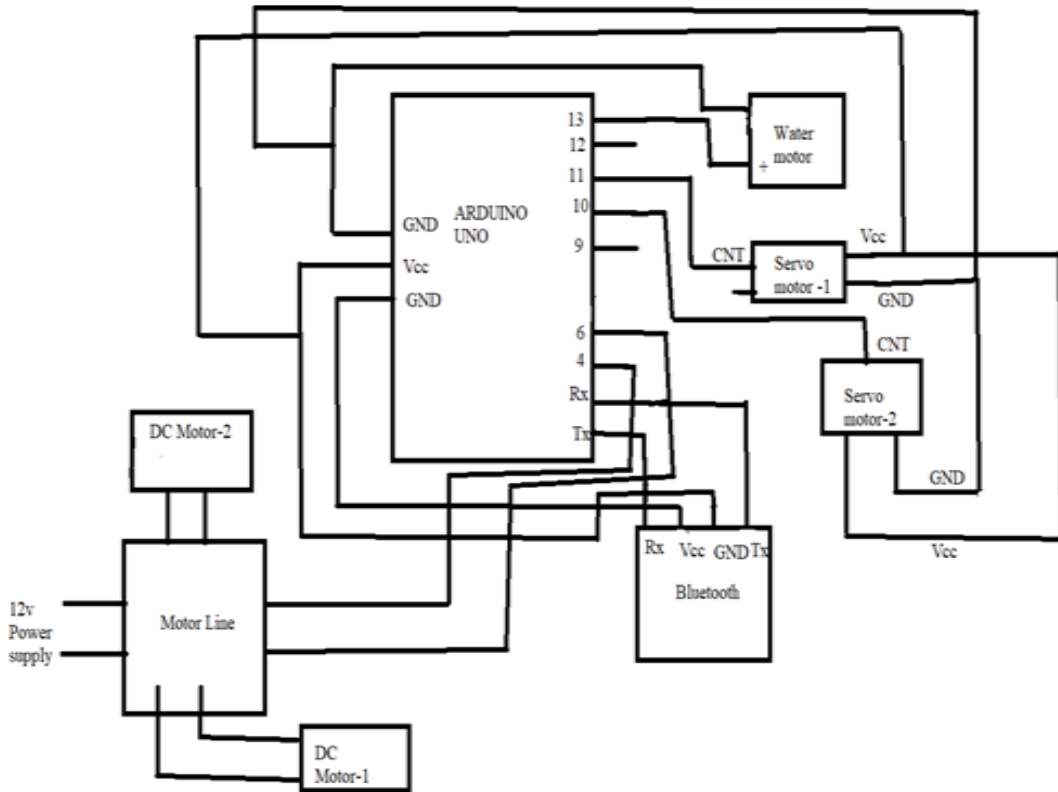 13
12
11
10
9
6
4
Rx
Tx
ARDUINO
UNO
GND
Vcc
GND
Water
motor
+
Vcc
CNT
Servo
motor -1
GND
CNT
Servo
motor-2
GND
Vcc
DC Motor-2
Rx Vcc GND Tx
Bluetooth
12v
Power
supply
Motor Line
DC
Motor-1